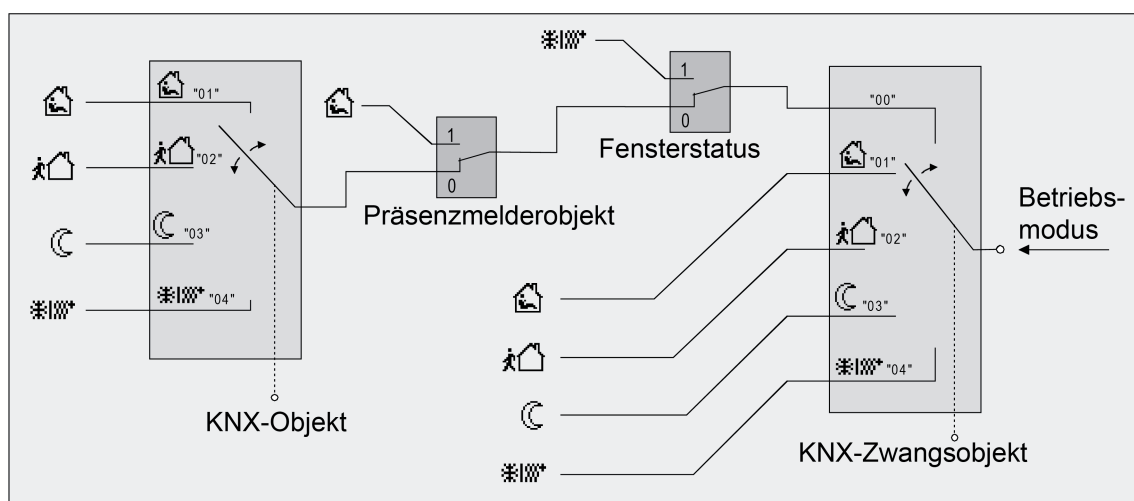 "01"
"02"
"03"
"04"
KNX-Objekt
1
0
Präsenzmelderobjekt
1
0
Fensterstatus
"00"
"01"
"02"
"03"
"04"
KNX-Zwangsobjekt
Betriebs-
modus